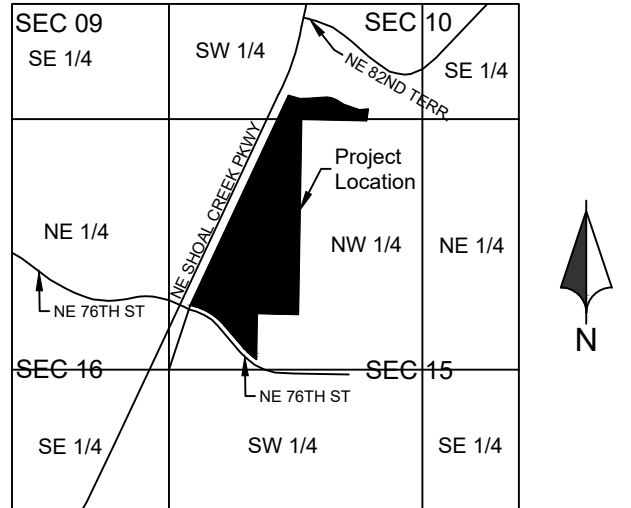 SEC 09
SEC 10
SE 1/4
SW 1/4
SE 1/4
NE 82ND TERR.
NE SHOAL CREEK PKWY
Project
Location
NE 1/4
NW 1/4
NE 1/4
NE 76TH ST
N
SEC 16
SEC 15
NE 76TH ST
SE 1/4
SW 1/4
SE 1/4